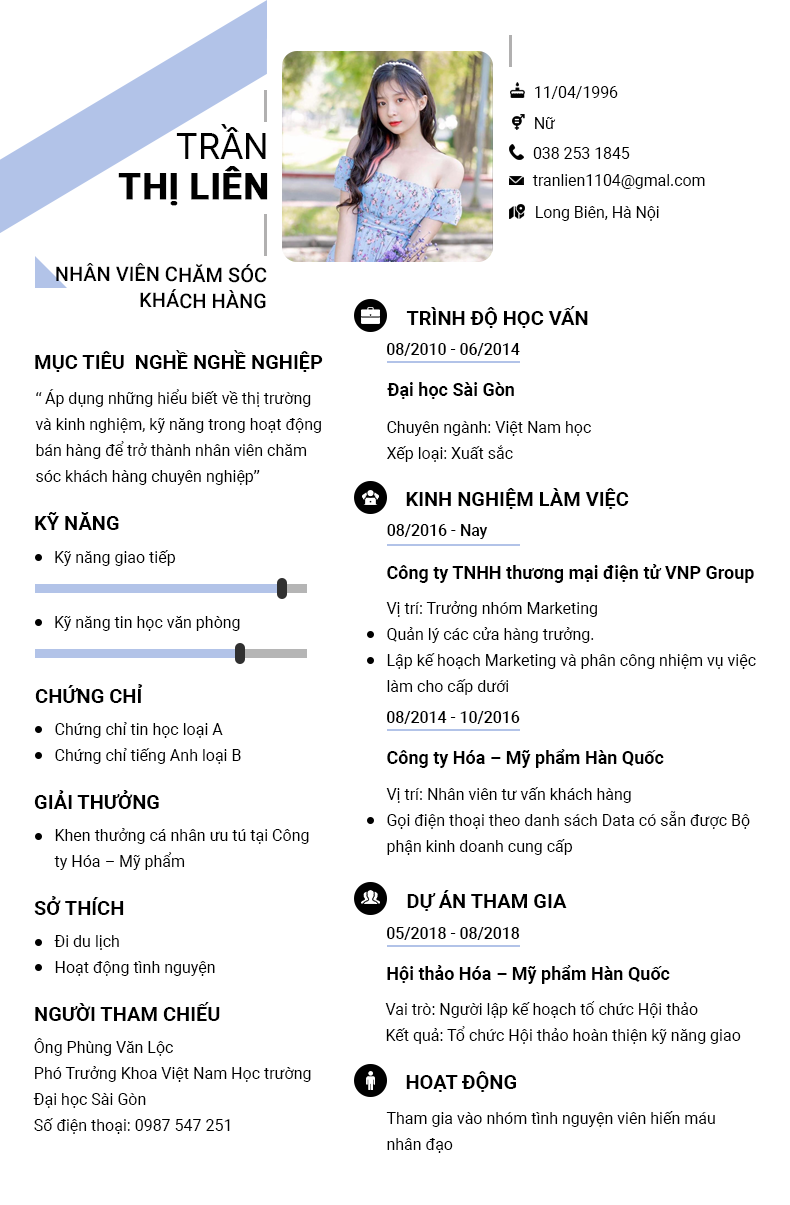 TRẦN
THỊ LIÊN
NHÂN VIÊN CHĂM SÓC
KHÁCH HÀNG
11/04/1996
Nữ
038 253 1845
tranlien1104@gmal.com
Long Biên, Hà Nội
MỤC TIÊU NGHỀ NGHỀ NGHIỆP
“ Áp dụng những hiểu biết về thị trường
và kinh nghiệm, kỹ năng trong hoạt động
bán hàng để trở thành nhân viên chăm
sóc khách hàng chuyên nghiệp”
KỸ NĂNG
Kỹ năng giao tiếp
Kỹ năng tin học văn phòng
CHỨNG CHỈ
Chứng chỉ tin học loại A
Chứng chỉ tiếng Anh loại B
GIẢI THƯỞNG
Khen thưởng cá nhân ưu tú tại Công
ty Hóa – Mỹ phẩm
SỞ THÍCH
Đi du lịch
Hoạt động tình nguyện
NGƯỜI THAM CHIẾU
Ông Phùng Văn Lộc
Phó Trưởng Khoa Việt Nam Học trường
Đại học Sài Gòn
Số điện thoại: 0987 547 251
TRÌNH ĐỘ HỌC VẤN
08/2010 - 06/2014
Đại học Sài Gòn
Chuyên ngành: Việt Nam học
Xếp loại: Xuất sắc
KINH NGHIỆM LÀM VIỆC
08/2016 - Nay
Công ty TNHH thương mại điện tử VNP Group
Vị trí: Trưởng nhóm Marketing
Quản lý các cửa hàng trưởng.
Lập kế hoạch Marketing và phân công nhiệm vụ việc
làm cho cấp dưới
08/2014 - 10/2016
Công ty Hóa – Mỹ phẩm Hàn Quốc
Vị trí: Nhân viên tư vấn khách hàng
Gọi điện thoại theo danh sách Data có sẵn được Bộ
phận kinh doanh cung cấp
DỰ ÁN THAM GIA
05/2018 - 08/2018
Hội thảo Hóa – Mỹ phẩm Hàn Quốc
Vai trò: Người lập kế hoạch tố chức Hội thảo
Kết quả: Tổ chức Hội thảo hoàn thiện kỹ năng giao
HOẠT ĐỘNG
Tham gia vào nhóm tình nguyện viên hiến máu
nhân đạo